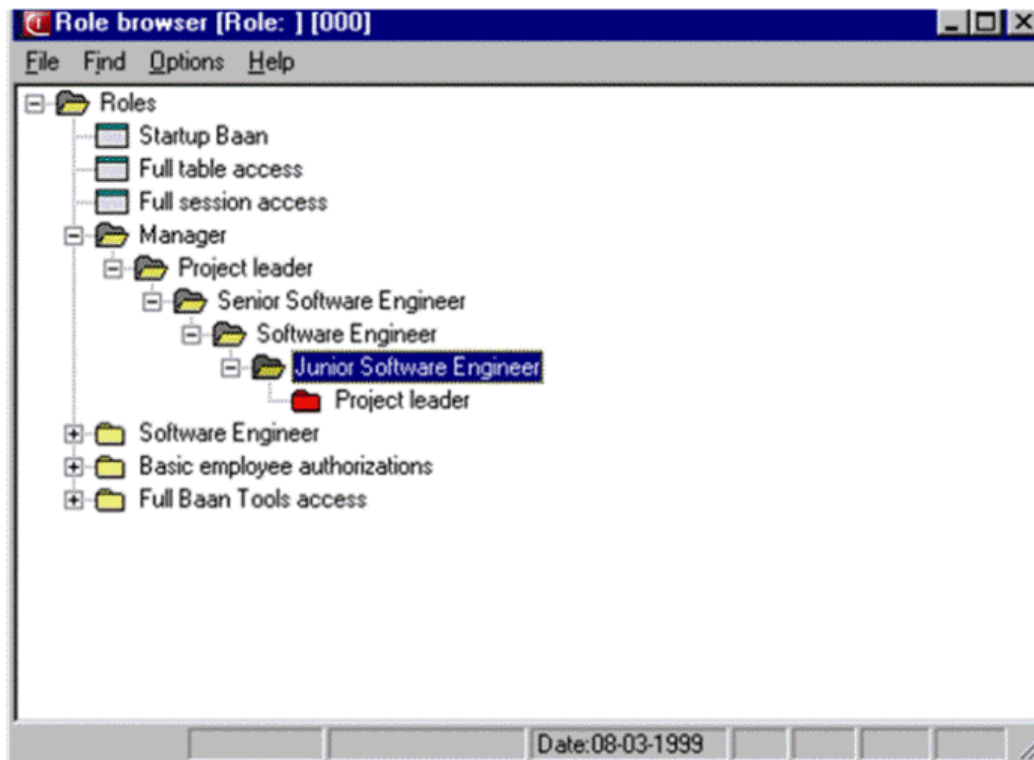 Role browser [Role: ] [000]
File Find Options Help
Roles
Startup Baan
Full table access
Full session access
Manager
Project leader
Senior Software Engineer
Software Engineer
Junior Software Engineer
Project leader
Software Engineer
Basic employee authorizations
Full Baan Tools access
Date:08-03-1999